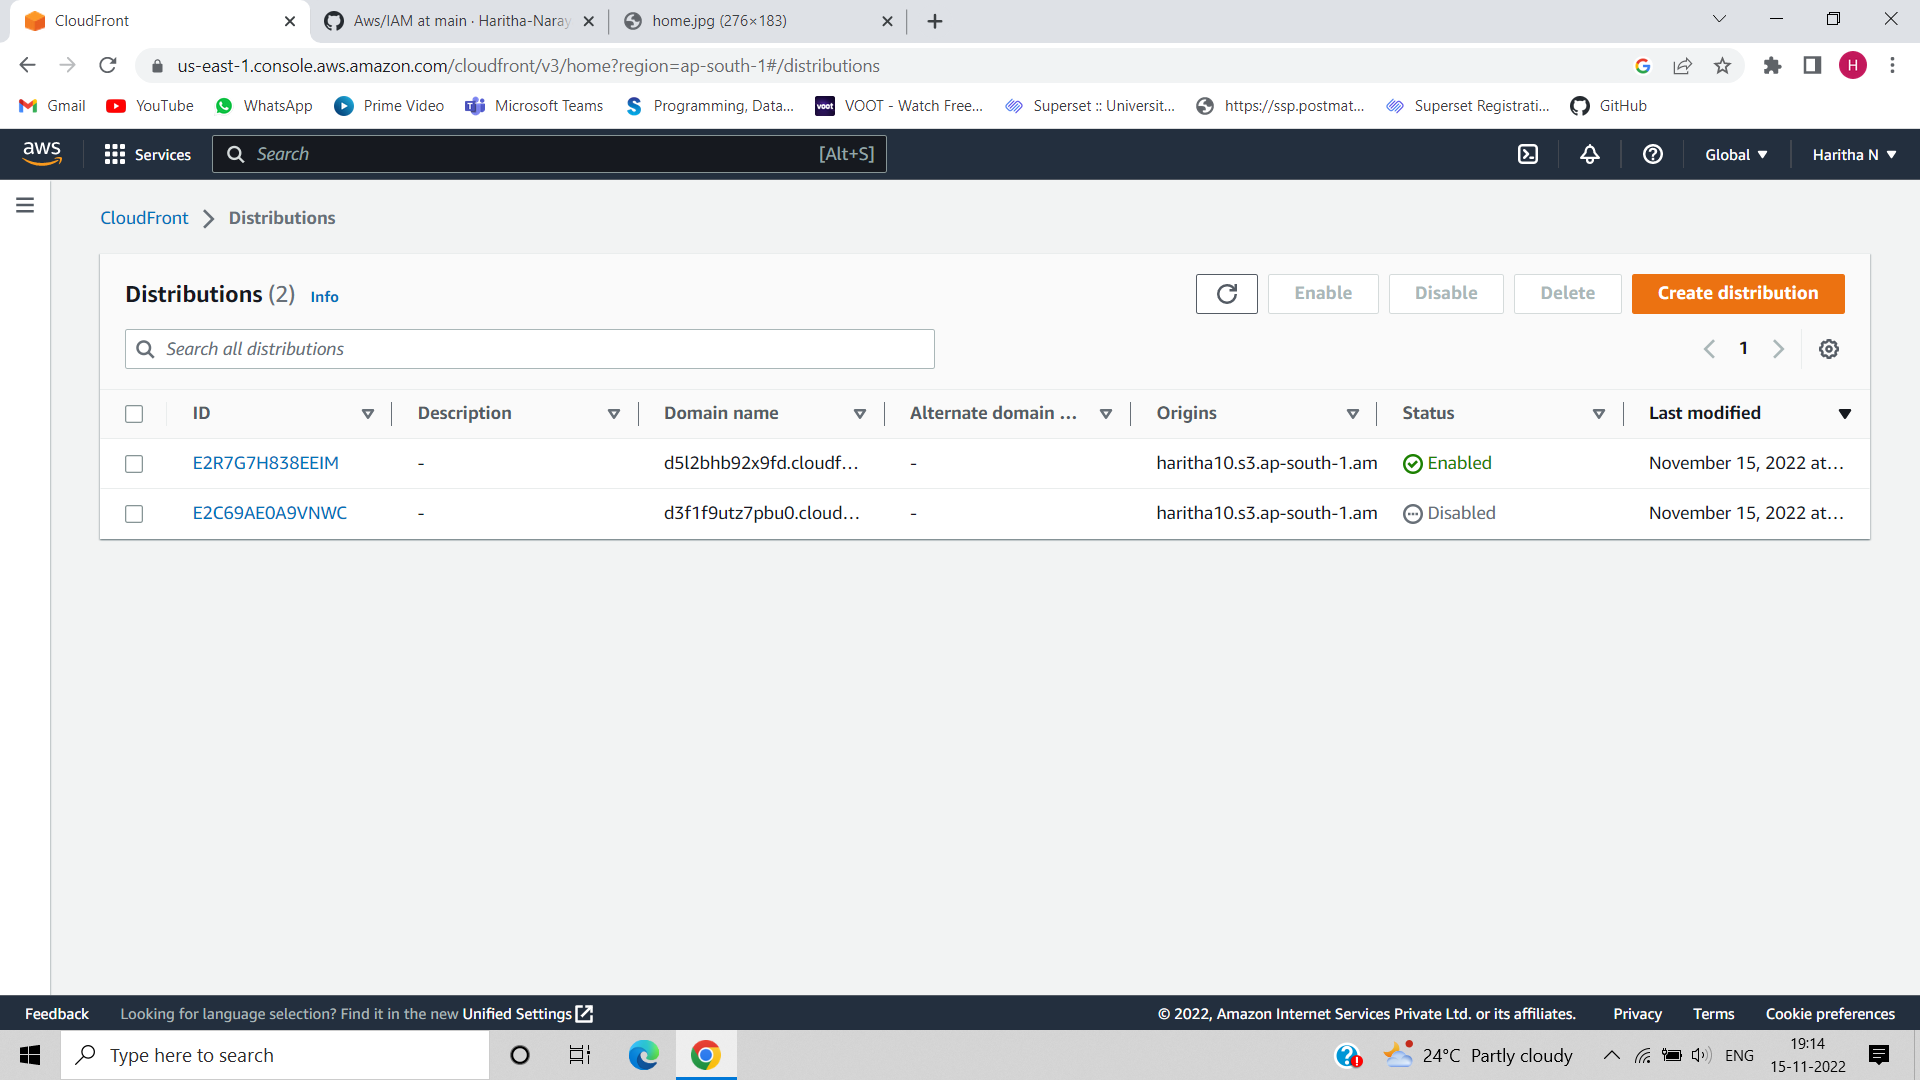 CloudFront
Aws/IAM at main · Haritha-Naray
home.jpg (276×183)
us-east-1.console.aws.amazon.com/cloudfront/v3/home?region=ap-south-1#/distributions
H
Gmail
YouTube
WhatsApp
Prime Video
Microsoft Teams
Programming, Data...
voot
VOOT - Watch Free...
Superset :: Universit...
https://ssp.postmat...
Superset Registrati...
GitHub
aws
Services
Search
[Alt+S]
Global
Haritha N
CloudFront
Distributions
Distributions (2) Info
Enable
Disable
Delete
Create distribution
Search all distributions
1
ID
Description
Domain name
Alternate domain ...
Origins
Status
Last modified
E2R7G7H838EEIM
-
d5l2bhb92x9fd.cloudf...
-
haritha10.s3.ap-south-1.am
Enabled
November 15, 2022 at...
E2C69AE0A9VNWC
-
d3f1f9utz7pbu0.cloud...
-
haritha10.s3.ap-south-1.am
Disabled
November 15, 2022 at...
Feedback
Looking for language selection? Find it in the new Unified Settings
© 2022, Amazon Internet Services Private Ltd. or its affiliates.
Privacy
Terms
Cookie preferences
Type here to search
24°C Partly cloudy
ENG
19:14
15-11-2022